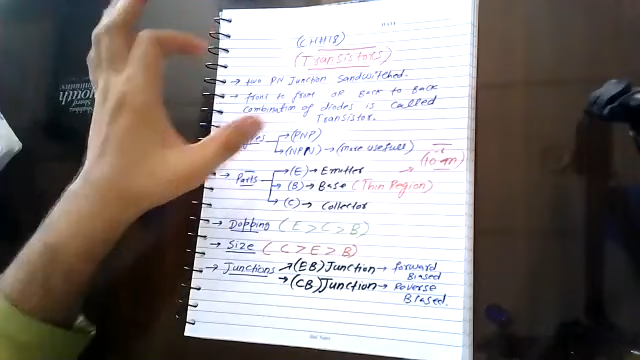 (CH#18)
(Transistors)
→ two PN Junction Sandwitched.
→ front to front OR Back to Back
Combination of diodes is called
Transistor.
→ (PNP)
→ (NPN) → (more usefull)
→ Parts → (E) → Emitter
→ (B) → Base (Thin Region) → (10⁻⁶m)
→ (C) → Collector
→ Dopping (E > C > B)
→ Size (C > E > B)
→ Junctions → (EB) Junction → forward Biased
→ (CB) Junction → Reverse Biased.